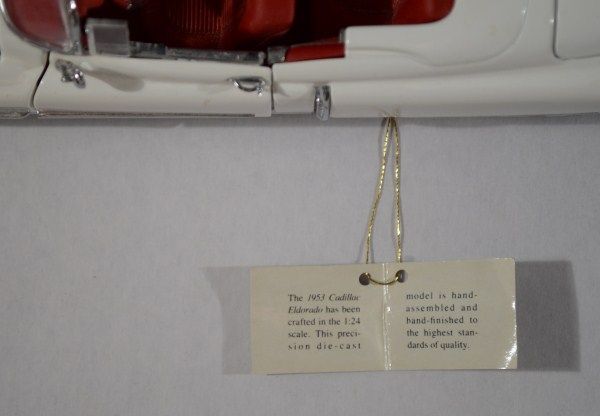 The 1953 Cadillac
Eldorado has been
crafted in the 1:24
scale. This preci-
sion die-cast
model is hand-
assembled and
hand-finished to
the highest stan-
dards of quality.